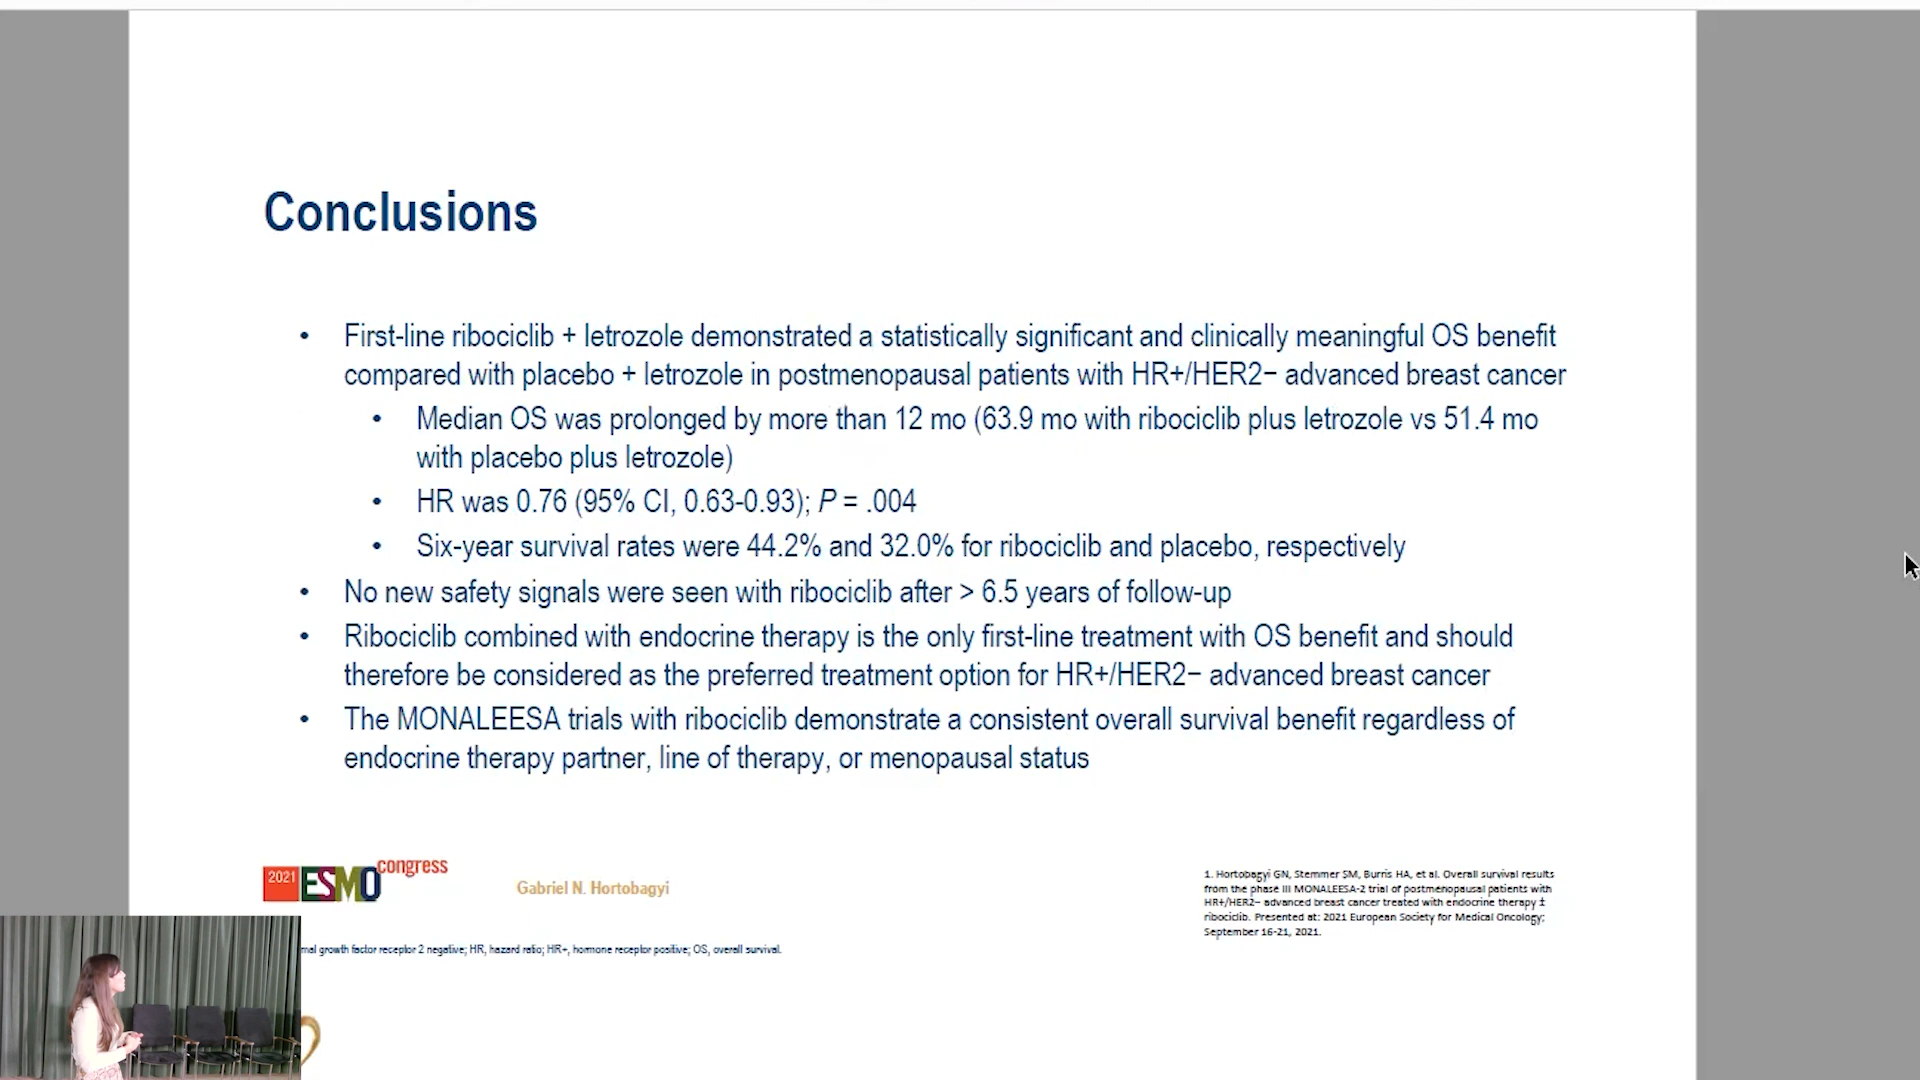 Conclusions
• First-line ribociclib + letrozole demonstrated a statistically significant and clinically meaningful OS benefit
compared with placebo + letrozole in postmenopausal patients with HR+/HER2− advanced breast cancer
• Median OS was prolonged by more than 12 mo (63.9 mo with ribociclib plus letrozole vs 51.4 mo
with placebo plus letrozole)
• HR was 0.76 (95% CI, 0.63-0.93); P = .004
• Six-year survival rates were 44.2% and 32.0% for ribociclib and placebo, respectively
• No new safety signals were seen with ribociclib after > 6.5 years of follow-up
• Ribociclib combined with endocrine therapy is the only first-line treatment with OS benefit and should
therefore be considered as the preferred treatment option for HR+/HER2− advanced breast cancer
• The MONALEESA trials with ribociclib demonstrate a consistent overall survival benefit regardless of
endocrine therapy partner, line of therapy, or menopausal status
2021 ESMO congress
Gabriel N. Hortobagyi
1. Hortobagyi GN, Stemmer SM, Burris HA, et al. Overall survival results
from the phase III MONALEESA-2 trial of postmenopausal patients with
HR+/HER2− advanced breast cancer treated with endocrine therapy ±
ribociclib. Presented at: 2021 European Society for Medical Oncology;
September 16-21, 2021.
growth factor receptor 2 negative; HR, hazard ratio; HR+, hormone receptor positive; OS, overall survival.